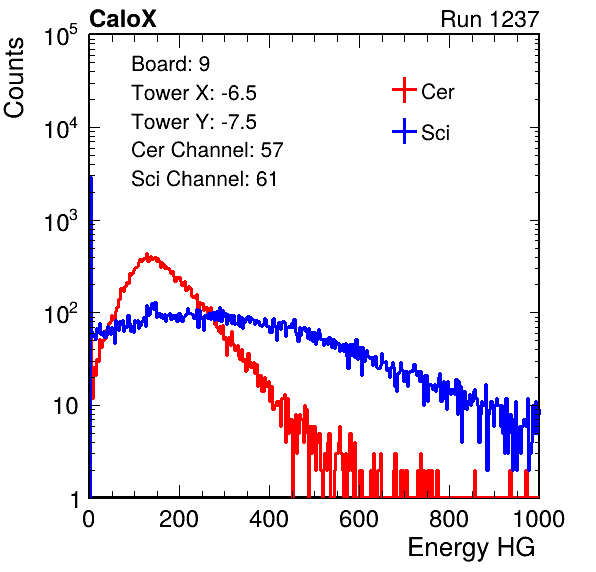 CaloX Run 1237
Counts
Board: 9
Tower X: -6.5
Tower Y: -7.5
Cer Channel: 57
Sci Channel: 61
Cer
Sci
10^5
10^4
10^3
10^2
10
1
0 200 400 600 800 1000
Energy HG